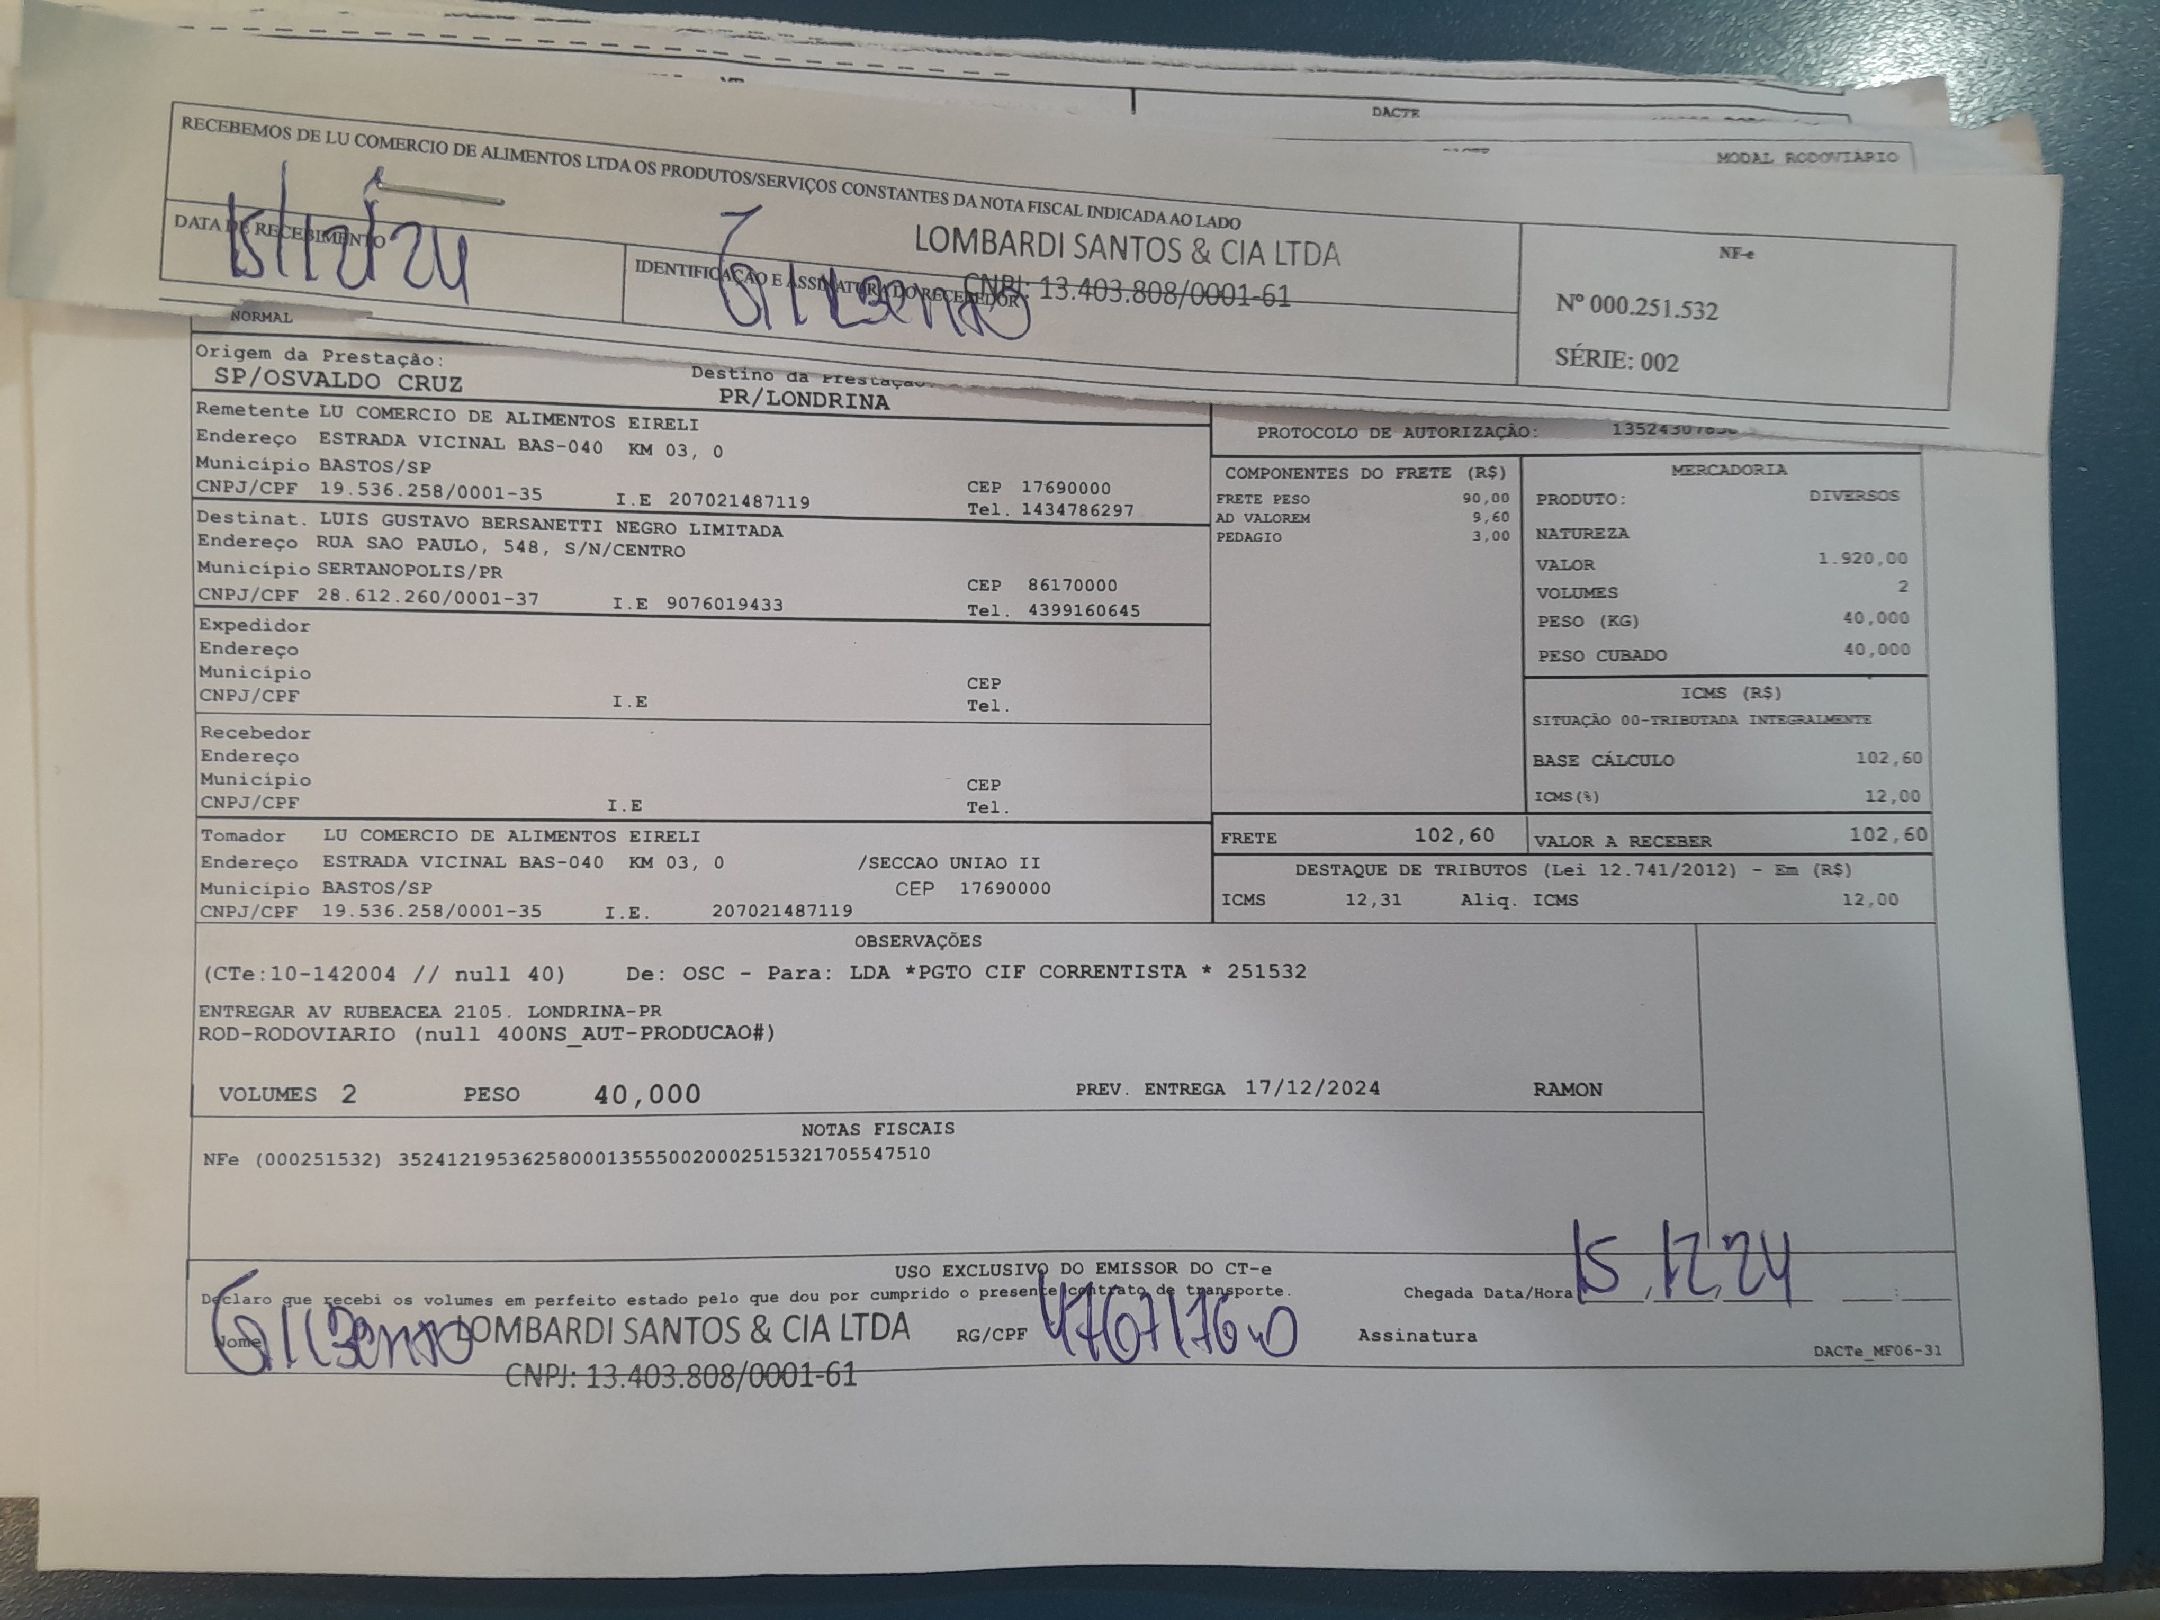 DACTE
MODAL RODOVIARIO
RECEBEMOS DE LU COMERCIO DE ALIMENTOS LTDA OS PRODUTOS/SERVIÇOS CONSTANTES DA NOTA FISCAL INDICADA AO LADO
DATA DE RECEBIMENTO
15/12/24
IDENTIFICAÇÃO E ASSINATURA DO RECEBEDOR
LOMBARDI SANTOS & CIA LTDA
CNPJ: 13.403.808/0001-61
NF-e
Nº 000.251.532
SÉRIE: 002
NORMAL
Origem da Prestação:
SP/OSVALDO CRUZ
Destino da Prestação:
PR/LONDRINA
Remetente LU COMERCIO DE ALIMENTOS EIRELI
Endereço ESTRADA VICINAL BAS-040 KM 03, 0
Município BASTOS/SP CEP 17690000
CNPJ/CPF 19.536.258/0001-35 I.E 207021487119 Tel. 1434786297
Destinat. LUIS GUSTAVO BERSANETTI NEGRO LIMITADA
Endereço RUA SAO PAULO, 548, S/N/CENTRO
Município SERTANOPOLIS/PR CEP 86170000
CNPJ/CPF 28.612.260/0001-37 I.E 9076019433 Tel. 4399160645
Expedidor
Endereço
Município CEP
CNPJ/CPF I.E Tel.
Recebedor
Endereço
Município CEP
CNPJ/CPF I.E Tel.
Tomador LU COMERCIO DE ALIMENTOS EIRELI
Endereço ESTRADA VICINAL BAS-040 KM 03, 0 /SECCAO UNIAO II
Município BASTOS/SP CEP 17690000
CNPJ/CPF 19.536.258/0001-35 I.E. 207021487119
PROTOCOLO DE AUTORIZAÇÃO:
COMPONENTES DO FRETE (R$)
FRETE PESO 90,00
AD VALOREM 9,60
PEDAGIO 3,00
MERCADORIA
PRODUTO: DIVERSOS
NATUREZA
VALOR 1.920,00
VOLUMES 2
PESO (KG) 40,000
PESO CUBADO 40,000
ICMS (R$)
SITUAÇÃO 00-TRIBUTADA INTEGRALMENTE
BASE CÁLCULO 102,60
ICMS(%) 12,00
FRETE 102,60 VALOR A RECEBER 102,60
DESTAQUE DE TRIBUTOS (Lei 12.741/2012) - Em (R$)
ICMS 12,31 Aliq. ICMS 12,00
OBSERVAÇÕES
(CTe:10-142004 // null 40) De: OSC - Para: LDA *PGTO CIF CORRENTISTA * 251532
ENTREGAR AV RUBEACEA 2105. LONDRINA-PR
ROD-RODOVIARIO (null 400NS_AUT-PRODUCAO#)
VOLUMES 2 PESO 40,000 PREV. ENTREGA 17/12/2024 RAMON
NOTAS FISCAIS
NFe (000251532) 35241219536258000135550020002515321705547510
USO EXCLUSIVO DO EMISSOR DO CT-e
Declaro que recebi os volumes em perfeito estado pelo que dou por cumprido o presente contrato de transporte.
Chegada Data/Hora 15.12.24
Nome
LOMBARDI SANTOS & CIA LTDA
CNPJ: 13.403.808/0001-61
RG/CPF
Assinatura
DACTe_MF06-31